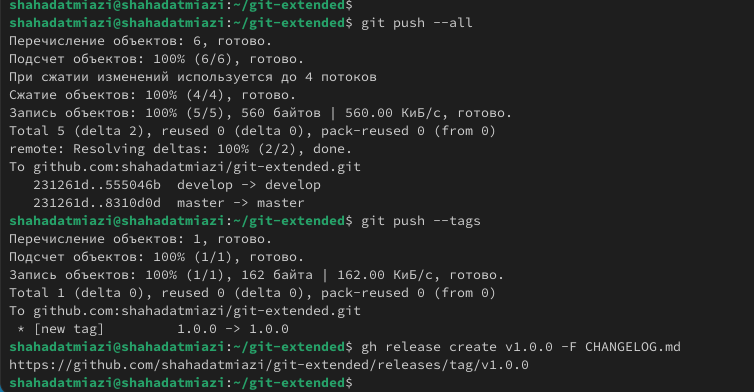 shahadatmiazi@shahadatmiazi:~/git-extended$
shahadatmiazi@shahadatmiazi:~/git-extended$ git push --all
Перечисление объектов: 6, готово.
Подсчет объектов: 100% (6/6), готово.
При сжатии изменений используется до 4 потоков
Сжатие объектов: 100% (4/4), готово.
Запись объектов: 100% (5/5), 560 байтов | 560.00 КиБ/с, готово.
Total 5 (delta 2), reused 0 (delta 0), pack-reused 0 (from 0)
remote: Resolving deltas: 100% (2/2), done.
To github.com:shahadatmiazi/git-extended.git
   231261d..555046b  develop -> develop
   231261d..8310d0d  master -> master
shahadatmiazi@shahadatmiazi:~/git-extended$ git push --tags
Перечисление объектов: 1, готово.
Подсчет объектов: 100% (1/1), готово.
Запись объектов: 100% (1/1), 162 байта | 162.00 КиБ/с, готово.
Total 1 (delta 0), reused 0 (delta 0), pack-reused 0 (from 0)
To github.com:shahadatmiazi/git-extended.git
 * [new tag]         1.0.0 -> 1.0.0
shahadatmiazi@shahadatmiazi:~/git-extended$ gh release create v1.0.0 -F CHANGELOG.md
https://github.com/shahadatmiazi/git-extended/releases/tag/v1.0.0
shahadatmiazi@shahadatmiazi:~/git-extended$